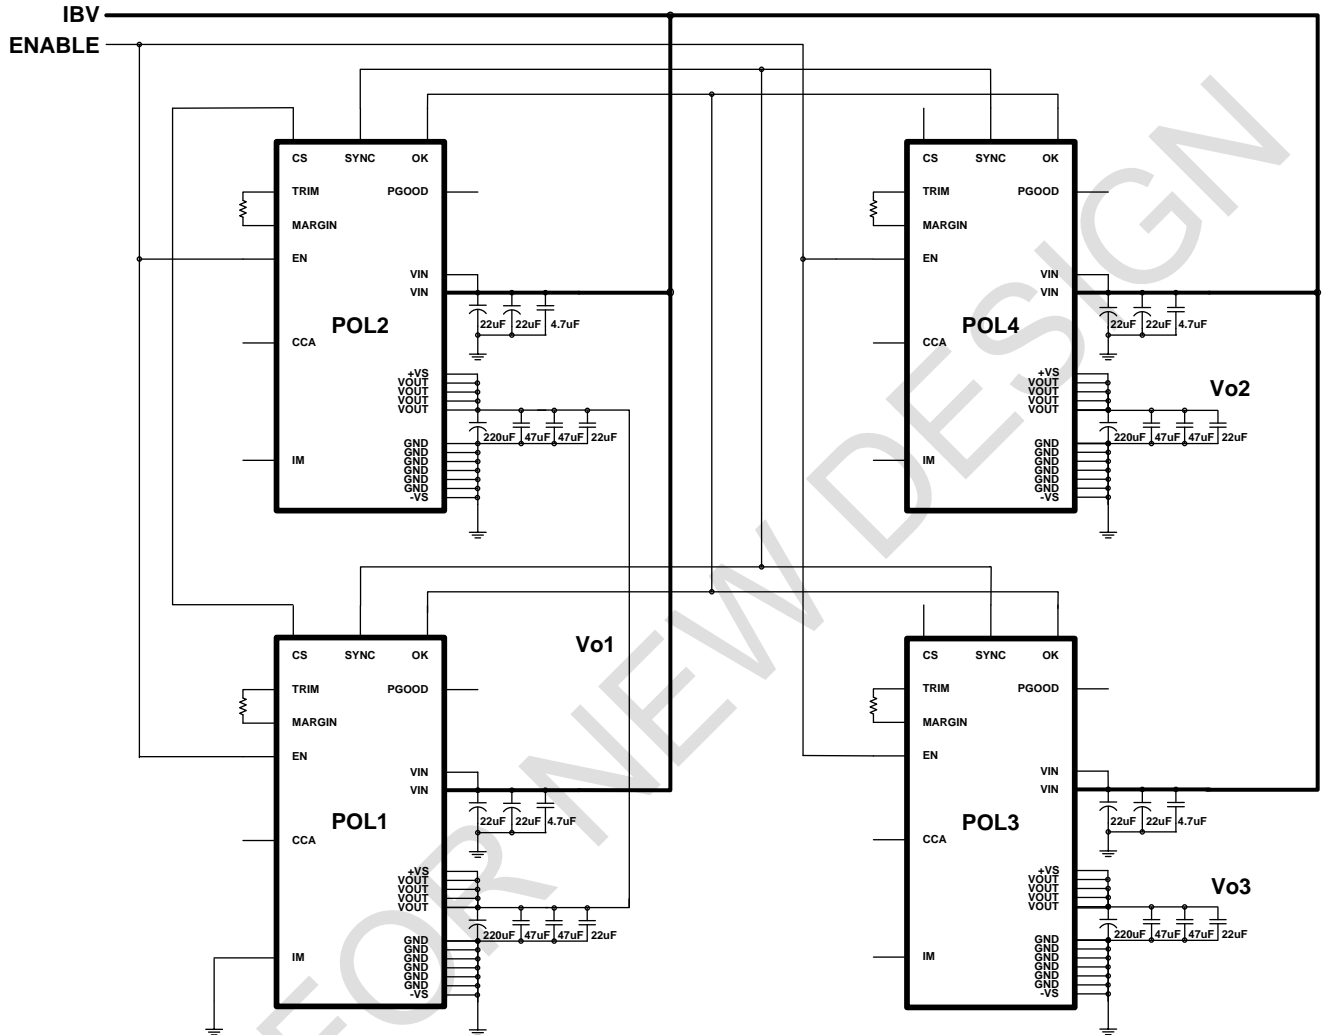 IBV
ENABLE
CS SYNC OK
TRIM PGOOD
MARGIN
EN
VIN
VIN
22uF 22uF 4.7uF
POL2
CCA
+VS
VOUT
VOUT
VOUT
VOUT
220uF 47uF 47uF 22uF
GND
GND
GND
GND
GND
GND
-VS
IM
CS SYNC OK
TRIM PGOOD
MARGIN
EN
VIN
VIN
22uF 22uF 4.7uF
POL4
CCA
+VS
VOUT
VOUT
VOUT
VOUT
Vo2
220uF 47uF 47uF 22uF
GND
GND
GND
GND
GND
GND
-VS
IM
Vo1
CS SYNC OK
TRIM PGOOD
MARGIN
EN
VIN
VIN
22uF 22uF 4.7uF
POL1
CCA
+VS
VOUT
VOUT
VOUT
VOUT
220uF 47uF 47uF 22uF
GND
GND
GND
GND
GND
GND
-VS
IM
CS SYNC OK
TRIM PGOOD
MARGIN
EN
VIN
VIN
22uF 22uF 4.7uF
POL3
CCA
+VS
VOUT
VOUT
VOUT
VOUT
Vo3
220uF 47uF 47uF 22uF
GND
GND
GND
GND
GND
GND
-VS
IM
FOR NEW DESIGN